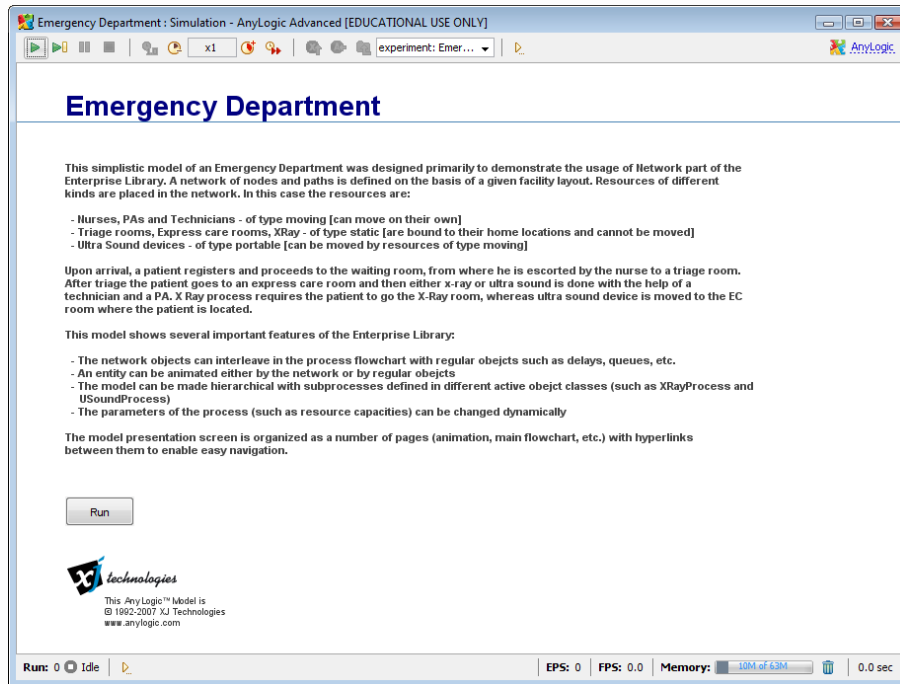 Emergency Department : Simulation - AnyLogic Advanced [EDUCATIONAL USE ONLY]
x1
experiment: Emer...
AnyLogic
Emergency Department
This simplistic model of an Emergency Department was designed primarily to demonstrate the usage of Network part of the
Enterprise Library. A network of nodes and paths is defined on the basis of a given facility layout. Resources of different
kinds are placed in the network. In this case the resources are:
- Nurses, PAs and Technicians - of type moving [can move on their own]
- Triage rooms, Express care rooms, XRay - of type static [are bound to their home locations and cannot be moved]
- Ultra Sound devices - of type portable [can be moved by resources of type moving]
Upon arrival, a patient registers and proceeds to the waiting room, from where he is escorted by the nurse to a triage room.
After triage the patient goes to an express care room and then either x-ray or ultra sound is done with the help of a
technician and a PA. X Ray process requires the patient to go the X-Ray room, whereas ultra sound device is moved to the EC
room where the patient is located.
This model shows several important features of the Enterprise Library:
- The network objects can interleave in the process flowchart with regular obejcts such as delays, queues, etc.
- An entity can be animated either by the network or by regular obejcts
- The model can be made hierarchical with subprocesses defined in different active obejct classes (such as XRayProcess and
USoundProcess)
- The parameters of the process (such as resource capacities) can be changed dynamically
The model presentation screen is organized as a number of pages (animation, main flowchart, etc.) with hyperlinks
between them to enable easy navigation.
Run
xj technologies
This AnyLogic™ Model is
© 1992-2007 XJ Technologies
www.anylogic.com
Run: 0 Idle EPS: 0 FPS: 0.0 Memory: 10M of 63M 0.0 sec